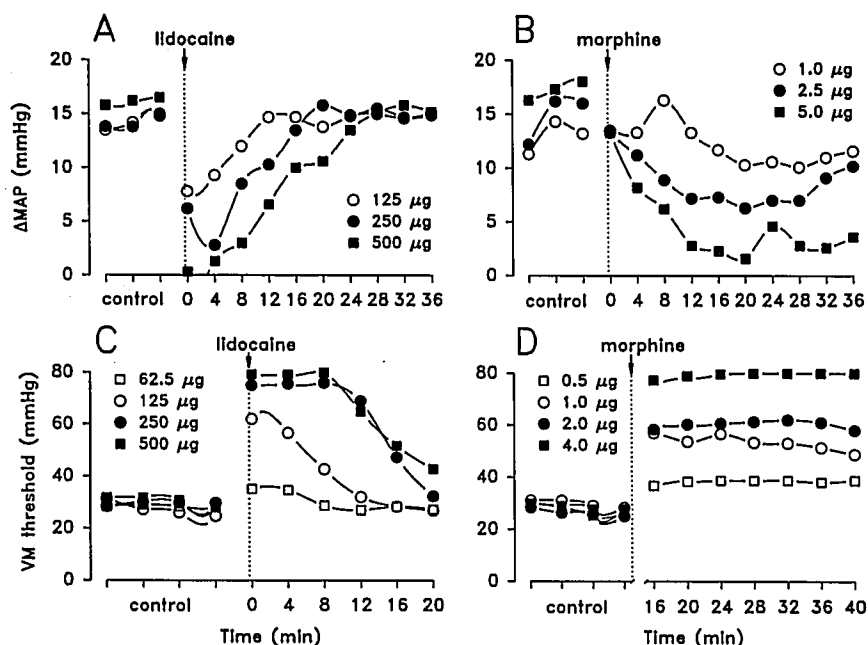 A
lidocaine
ΔMAP (mmHg)
20
15
10
5
0
125 μg
250 μg
500 μg
control
0 4 8 12 16 20 24 28 32 36
B
morphine
20
15
10
5
0
1.0 μg
2.5 μg
5.0 μg
control
0 4 8 12 16 20 24 28 32 36
C
lidocaine
VM threshold (mmHg)
80
60
40
20
0
62.5 μg
125 μg
250 μg
500 μg
control
0 4 8 12 16 20
Time (min)
D
morphine
80
60
40
20
0
0.5 μg
1.0 μg
2.0 μg
4.0 μg
control
16 20 24 28 32 36 40
Time (min)